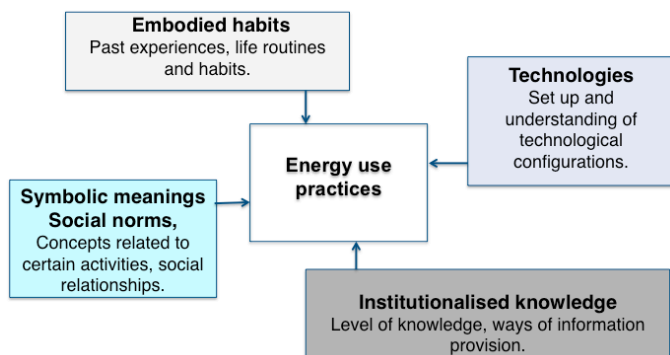 Embodied habits
Past experiences, life routines
and habits.
Technologies
Set up and
understanding of
technological
configurations.
Energy use
practices
Symbolic meanings
Social norms,
Concepts related to
certain activities, social
relationships.
Institutionalised knowledge
Level of knowledge, ways of information
provision.